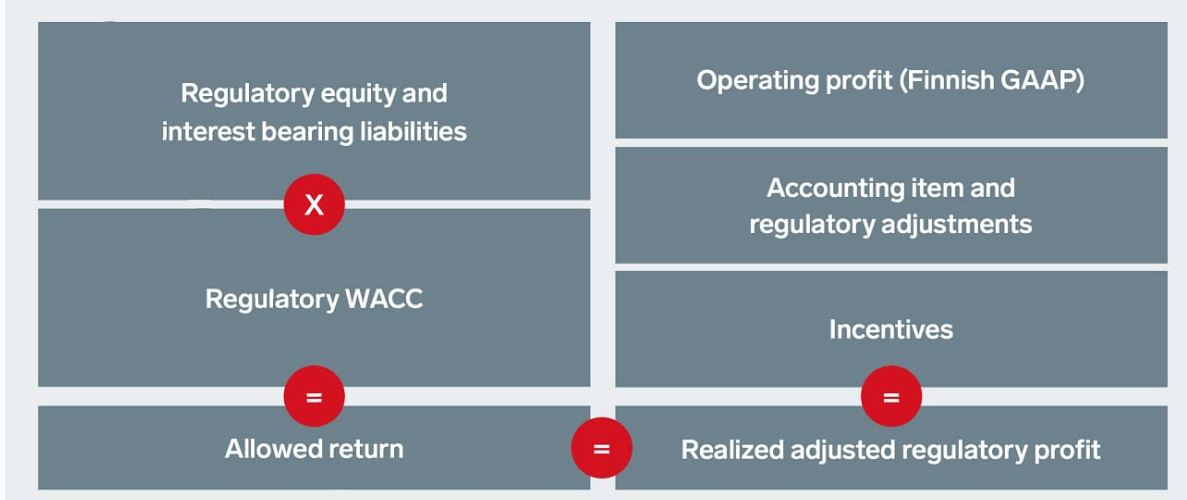 Regulatory equity and
interest bearing liabilities
X
Regulatory WACC
=
Allowed return
=
Operating profit (Finnish GAAP)
Accounting item and
regulatory adjustments
Incentives
=
Realized adjusted regulatory profit